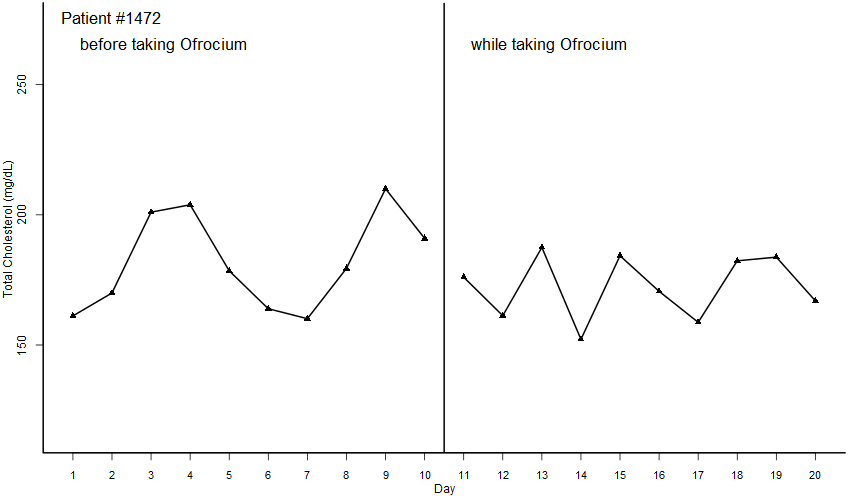 Patient #1472
before taking Ofrocium
while taking Ofrocium
Total Cholesterol (mg/dL)
250
200
150
1 2 3 4 5 6 7 8 9 10 11 12 13 14 15 16 17 18 19 20
Day